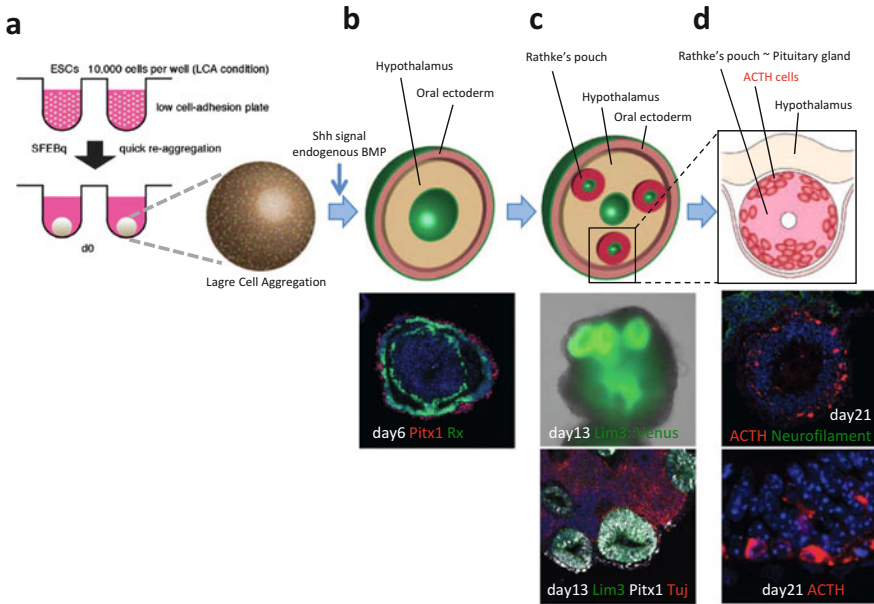 a
ESCs 10,000 cells per well (LCA condition)
low cell-adhesion plate
SFEBq
quick re-aggregation
d0
Lagre Cell Aggregation
Shh signal
endogenous BMP
b
Hypothalamus
Oral ectoderm
day6 Pitx1 Rx
c
Rathke's pouch
Hypothalamus
Oral ectoderm
day13 Lim3::Venus
day13 Lim3 Pitx1 Tuj
d
Rathke's pouch ~ Pituitary gland
ACTH cells
Hypothalamus
day21
ACTH Neurofilament
day21 ACTH